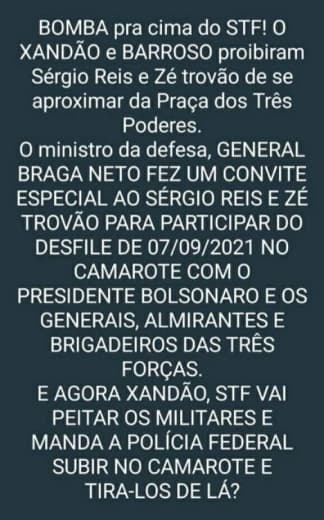 BOMBA pra cima do STF! O
XANDÃO e BARROSO proibiram
Sérgio Reis e Zé trovão de se
aproximar da Praça dos Três
Poderes.
O ministro da defesa, GENERAL
BRAGA NETO FEZ UM CONVITE
ESPECIAL AO SÉRGIO REIS E ZÉ
TROVÃO PARA PARTICIPAR DO
DESFILE DE 07/09/2021 NO
CAMAROTE COM O
PRESIDENTE BOLSONARO E OS
GENERAIS, ALMIRANTES E
BRIGADEIROS DAS TRÊS
FORÇAS.
E AGORA XANDÃO, STF VAI
PEITAR OS MILITARES E
MANDA A POLÍCIA FEDERAL
SUBIR NO CAMAROTE E
TIRA-LOS DE LÁ?